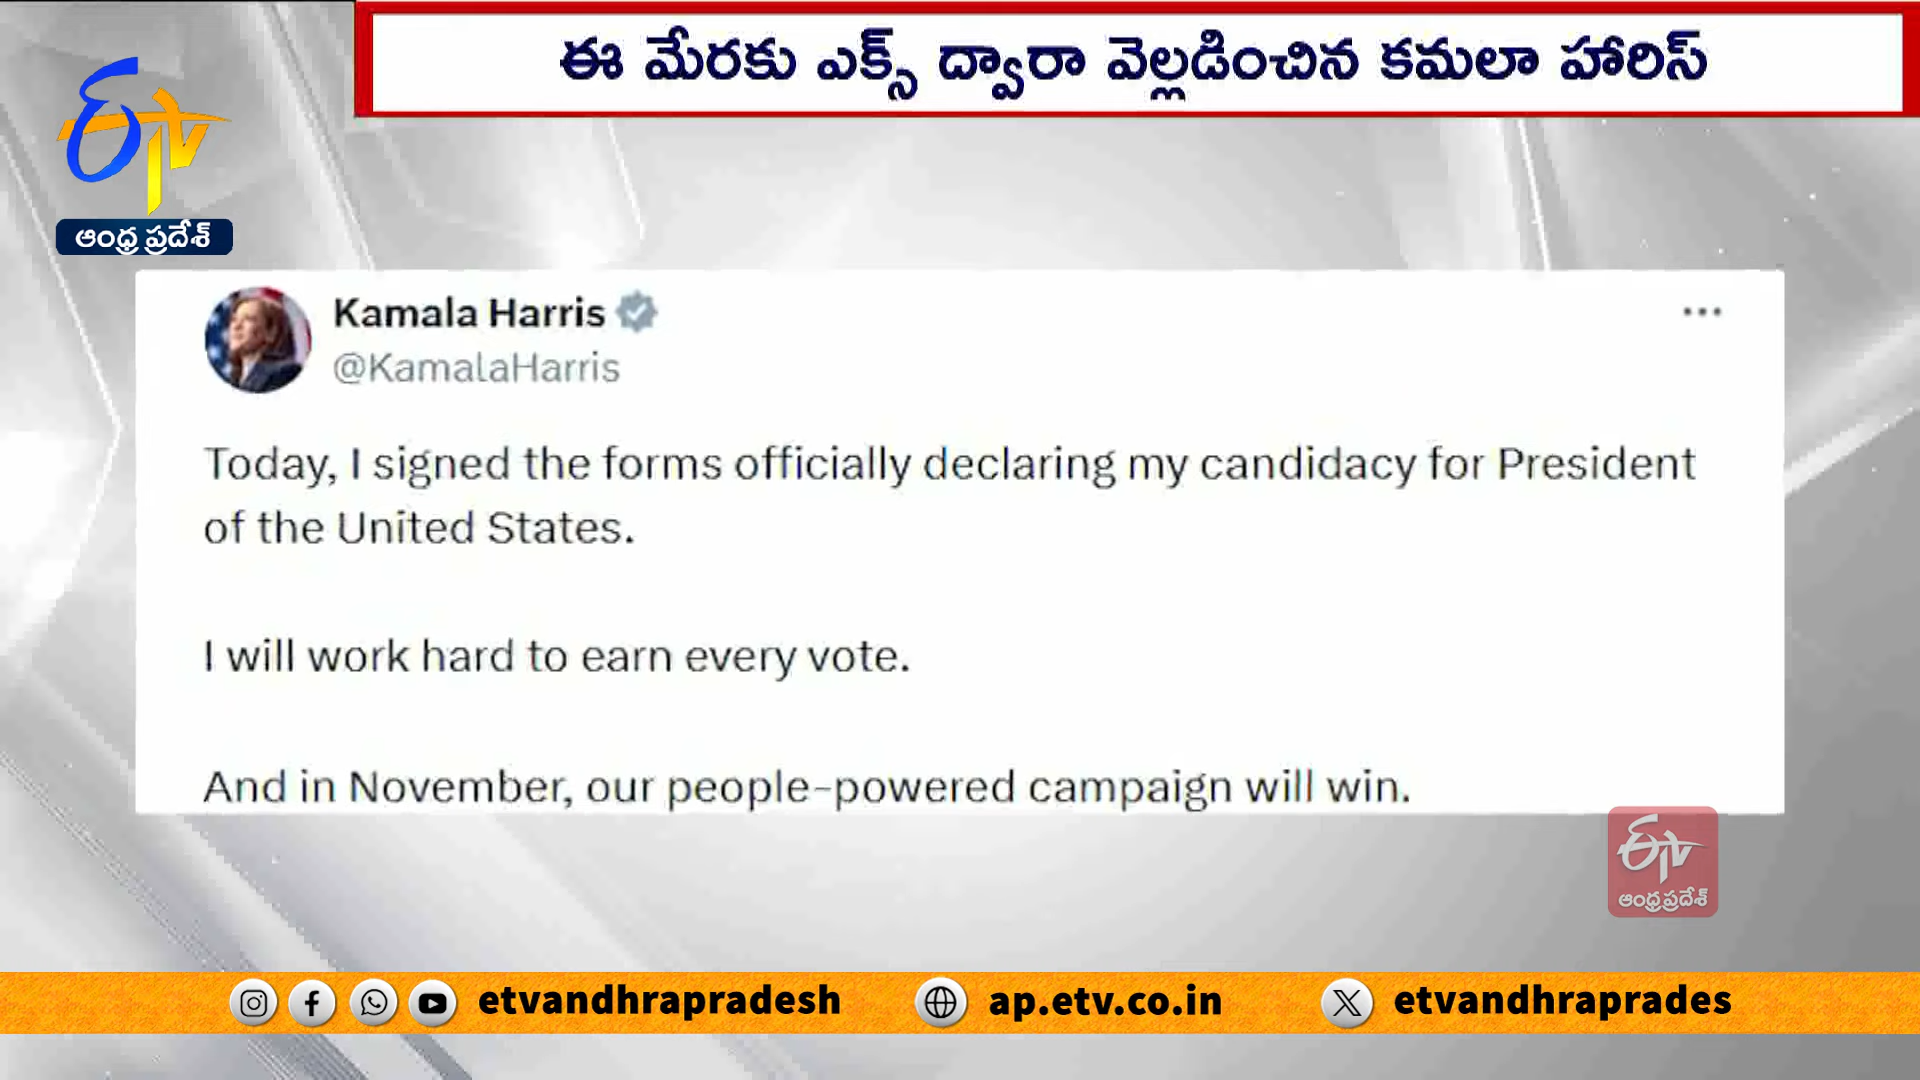 ఈ మేరకు ఎక్స్ ద్వారా వెల్లడించిన కమలా హారిస్
ETV
ఆంధ్ర ప్రదేశ్
Kamala Harris
@KamalaHarris
Today, I signed the forms officially declaring my candidacy for President
of the United States.
I will work hard to earn every vote.
And in November, our people-powered campaign will win.
ETV
ఆంధ్రప్రదేశ్
etvandhrapradesh
ap.etv.co.in
etvandhraprades